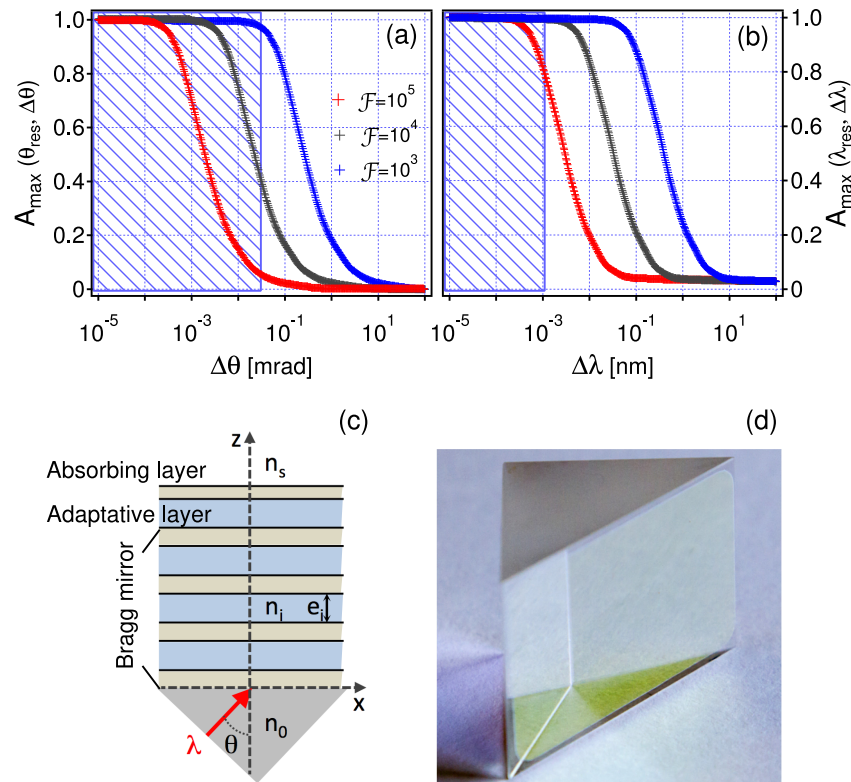 (a)
(b)
A_max (θ_res, Δθ)
1.0
0.8
0.6
0.4
0.2
0
ℱ=10^5
ℱ=10^4
ℱ=10^3
10^-5
10^-3
10^-1
10^1
Δθ [mrad]
10^-5
10^-3
10^-1
10^1
Δλ [nm]
1.0
0.8
0.6
0.4
0.2
0
A_max (λ_res, Δλ)
(c)
z
n_s
Absorbing layer
Adaptative layer
Bragg mirror
n_i
e_i
x
n_0
λ
θ
(d)